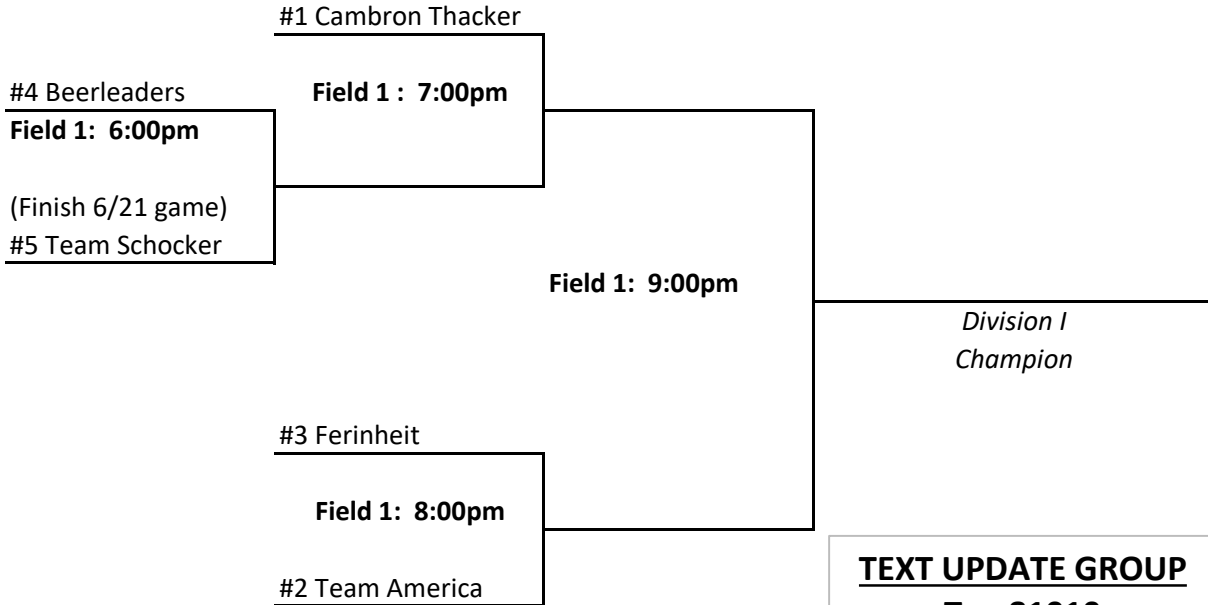 #1 Cambron Thacker
#4 Beerleaders
Field 1 :  7:00pm
Field 1:  6:00pm
(Finish 6/21 game)
#5 Team Schocker
Field 1:  9:00pm
Division I
Champion
#3 Ferinheit
Field 1:  8:00pm
#2 Team America
TEXT UPDATE GROUP